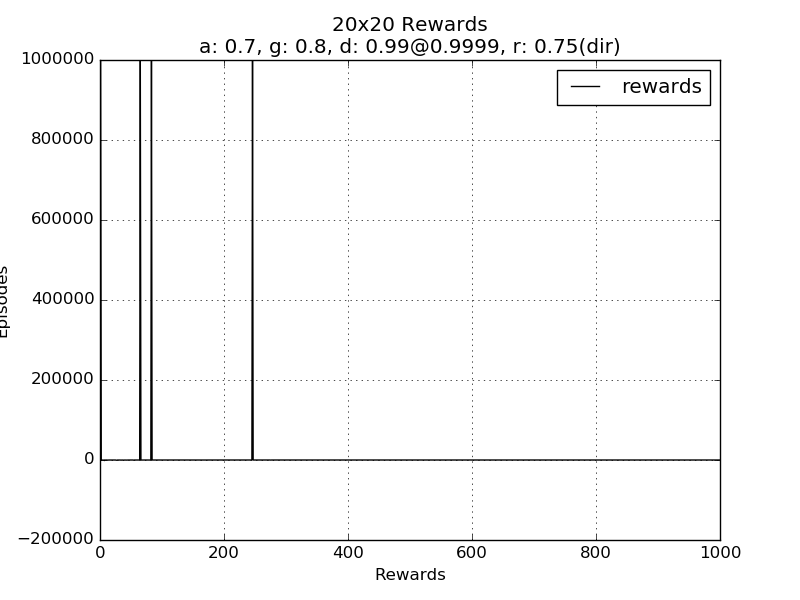 20x20 Rewards
a: 0.7, g: 0.8, d: 0.99@0.9999, r: 0.75(dir)
rewards
1000000
800000
600000
400000
200000
0
−200000
Episodes
0 200 400 600 800 1000
Rewards